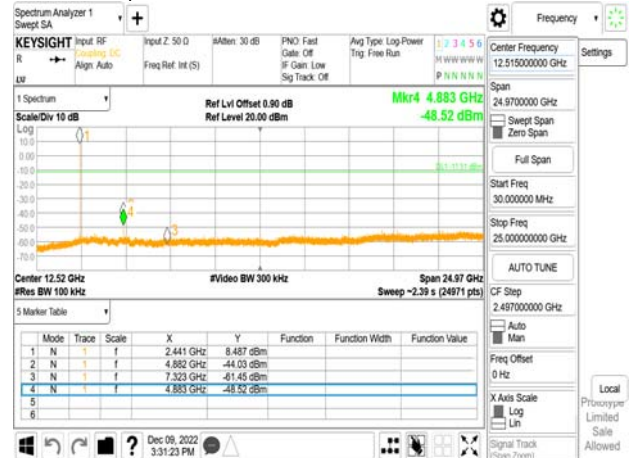 Spectrum Analyzer 1
Swept SA
+
Frequency
KEYSIGHT
R
LV
Input: RF
Coupling: DC
Align: Auto
Input Z: 50 Ω
Freq Ref: Int (S)
#Atten: 30 dB
PNO: Fast
Gate: Off
IF Gain: Low
Sig Track: Off
Avg Type: Log-Power
Trig: Free Run
1 2 3 4 5 6
M W W W W W
P N N N N N
1 Spectrum
Scale/Div 10 dB
Ref Lvl Offset 0.90 dB
Ref Level 20.00 dBm
Mkr4 4.883 GHz
-48.52 dBm
Log
10.0
0.00
-10.0
-20.0
-30.0
-40.0
-50.0
-60.0
-70.0
1
4
3
Center 12.52 GHz
#Res BW 100 kHz
#Video BW 300 kHz
Span 24.97 GHz
Sweep ~2.39 s (24971 pts)
5 Marker Table
Mode Trace Scale X Y Function Function Width Function Value
1 N 1 f 2.441 GHz 8.487 dBm
2 N 1 f 4.882 GHz -44.03 dBm
3 N 1 f 7.323 GHz -61.45 dBm
4 N 1 f 4.883 GHz -48.52 dBm
5
6
?
Dec 09, 2022
3:31:23 PM
Center Frequency
12.515000000 GHz
Settings
Span
24.9700000 GHz
Swept Span
Zero Span
Full Span
Start Freq
30.000000 MHz
Stop Freq
25.000000000 GHz
AUTO TUNE
CF Step
2.497000000 GHz
Auto
Man
Freq Offset
0 Hz
X Axis Scale
Log
Lin
Signal Track
(Span Zoom)
Local
Prototype
Limited
Sale
Allowed